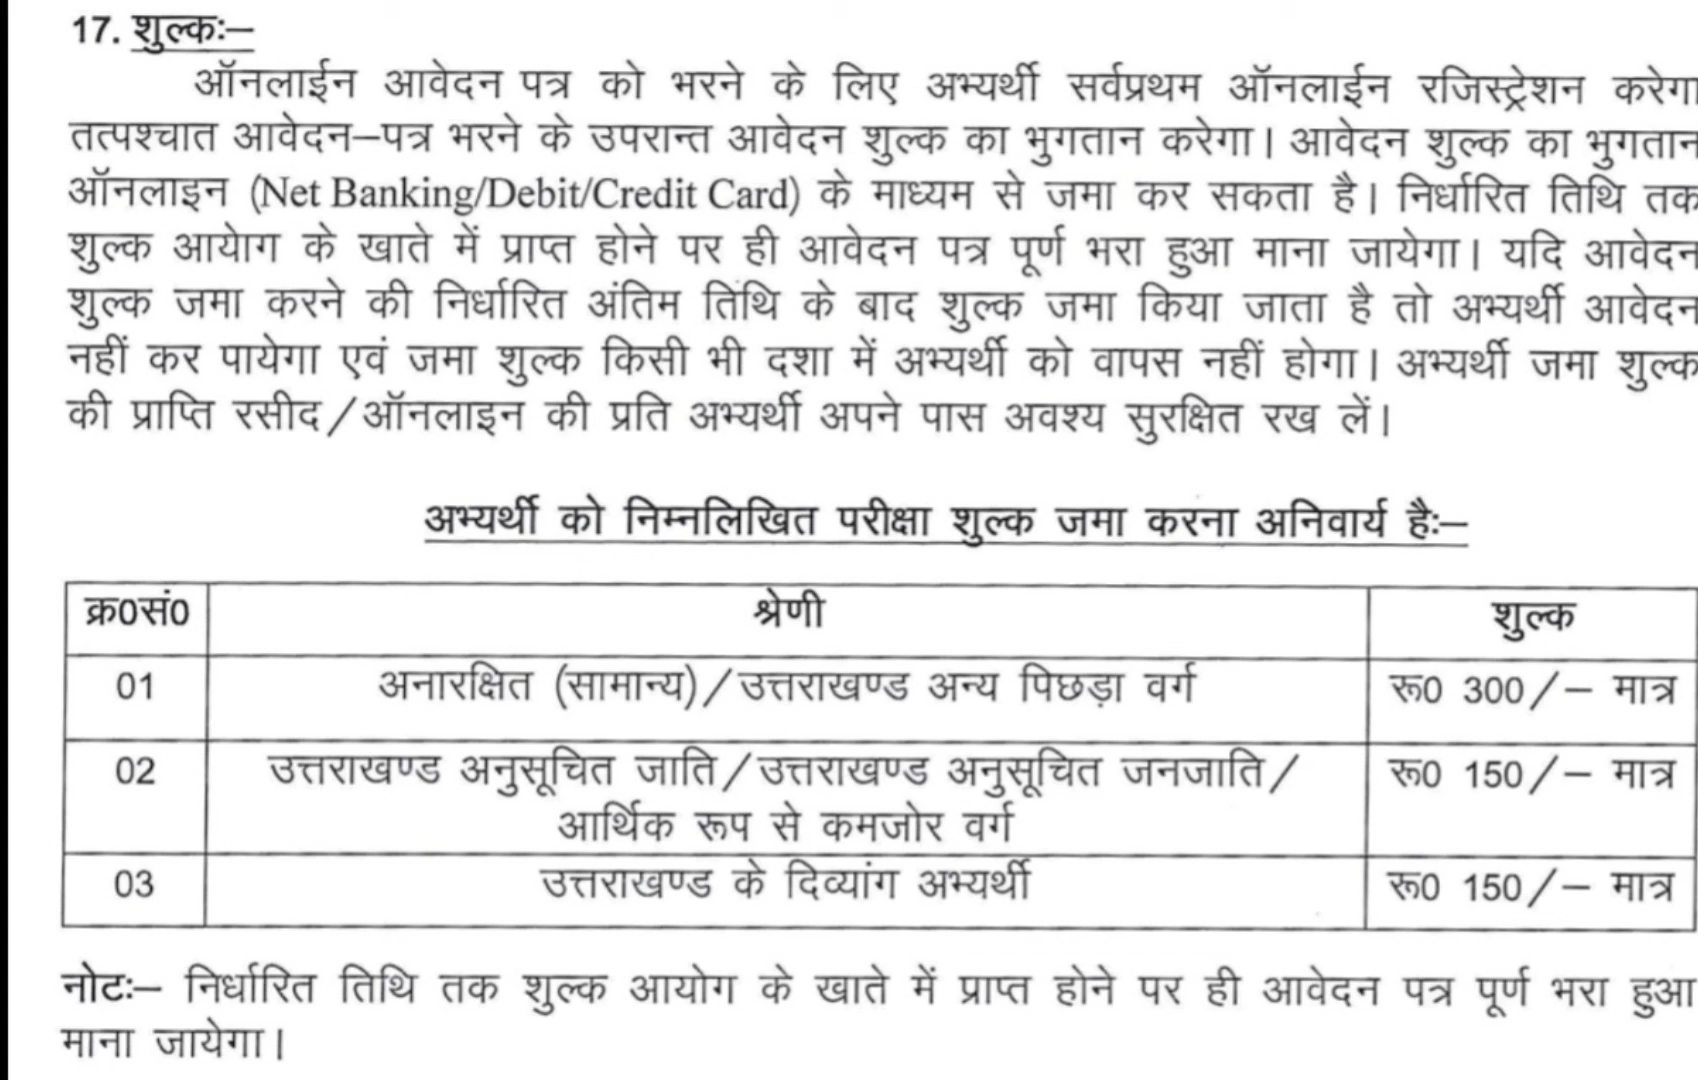 17. शुल्कः–
ऑनलाईन आवेदन पत्र को भरने के लिए अभ्यर्थी सर्वप्रथम ऑनलाईन रजिस्ट्रेशन करेगा
तत्पश्चात आवेदन–पत्र भरने के उपरान्त आवेदन शुल्क का भुगतान करेगा। आवेदन शुल्क का भुगतान
ऑनलाइन (Net Banking/Debit/Credit Card) के माध्यम से जमा कर सकता है। निर्धारित तिथि तक
शुल्क आयेाग के खाते में प्राप्त होने पर ही आवेदन पत्र पूर्ण भरा हुआ माना जायेगा। यदि आवेदन
शुल्क जमा करने की निर्धारित अंतिम तिथि के बाद शुल्क जमा किया जाता है तो अभ्यर्थी आवेदन
नहीं कर पायेगा एवं जमा शुल्क किसी भी दशा में अभ्यर्थी को वापस नहीं होगा। अभ्यर्थी जमा शुल्क
की प्राप्ति रसीद/ऑनलाइन की प्रति अभ्यर्थी अपने पास अवश्य सुरक्षित रख लें।
अभ्यर्थी को निम्नलिखित परीक्षा शुल्क जमा करना अनिवार्य हैः–
क्र0सं0 श्रेणी शुल्क
01 अनारक्षित (सामान्य)/उत्तराखण्ड अन्य पिछड़ा वर्ग रू0 300/– मात्र
02 उत्तराखण्ड अनुसूचित जाति/उत्तराखण्ड अनुसूचित जनजाति/ रू0 150/– मात्र
आर्थिक रूप से कमजोर वर्ग
03 उत्तराखण्ड के दिव्यांग अभ्यर्थी रू0 150/– मात्र
नोटः– निर्धारित तिथि तक शुल्क आयोग के खाते में प्राप्त होने पर ही आवेदन पत्र पूर्ण भरा हुआ
माना जायेगा।